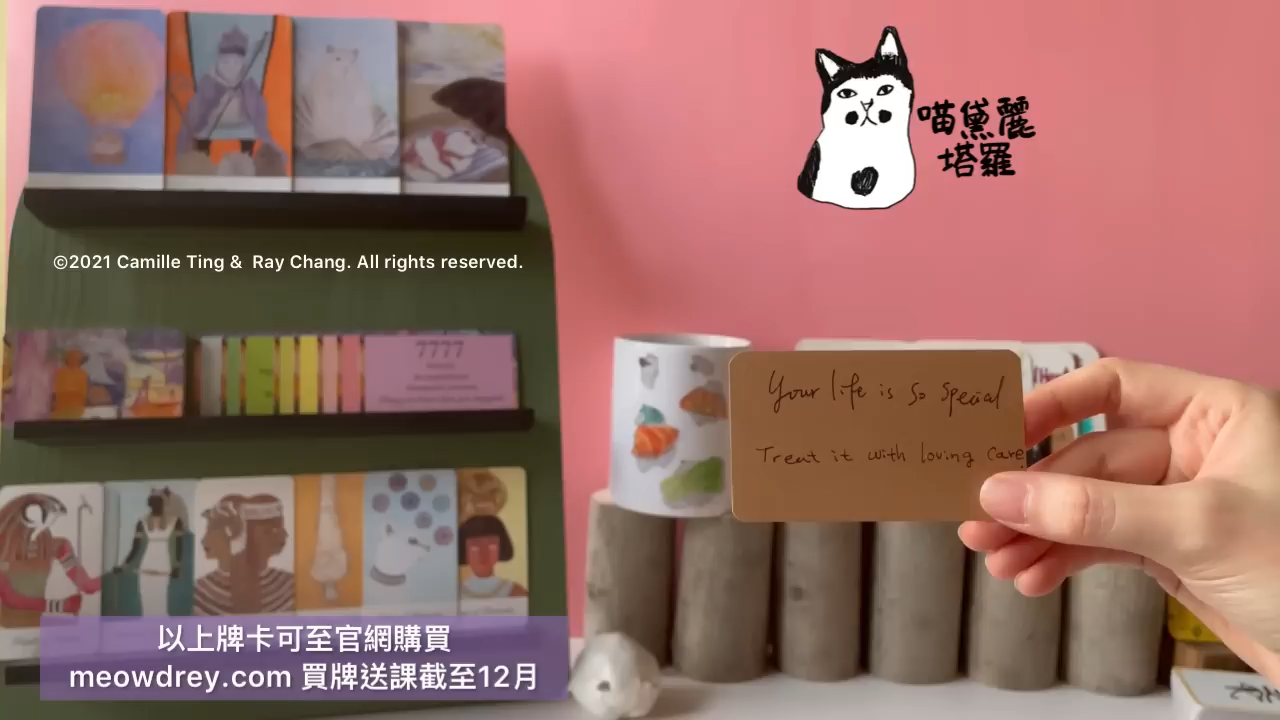 喵黛麗
塔羅
©2021 Camille Ting & Ray Chang. All rights reserved.
7777
Your life is so special
Treat it with loving care
以上牌卡可至官網購買
meowdrey.com 買牌送課截至12月